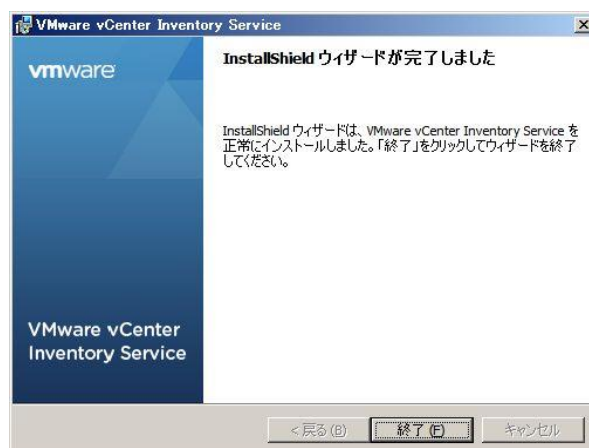 VMware vCenter Inventory Service
vmware
InstallShield ウィザードが完了しました
InstallShield ウィザードは、VMware vCenter Inventory Service を
正常にインストールしました。「終了」をクリックしてウィザードを終了
してください。
VMware vCenter
Inventory Service
< 戻る (B)
終了 (F)
キャンセル